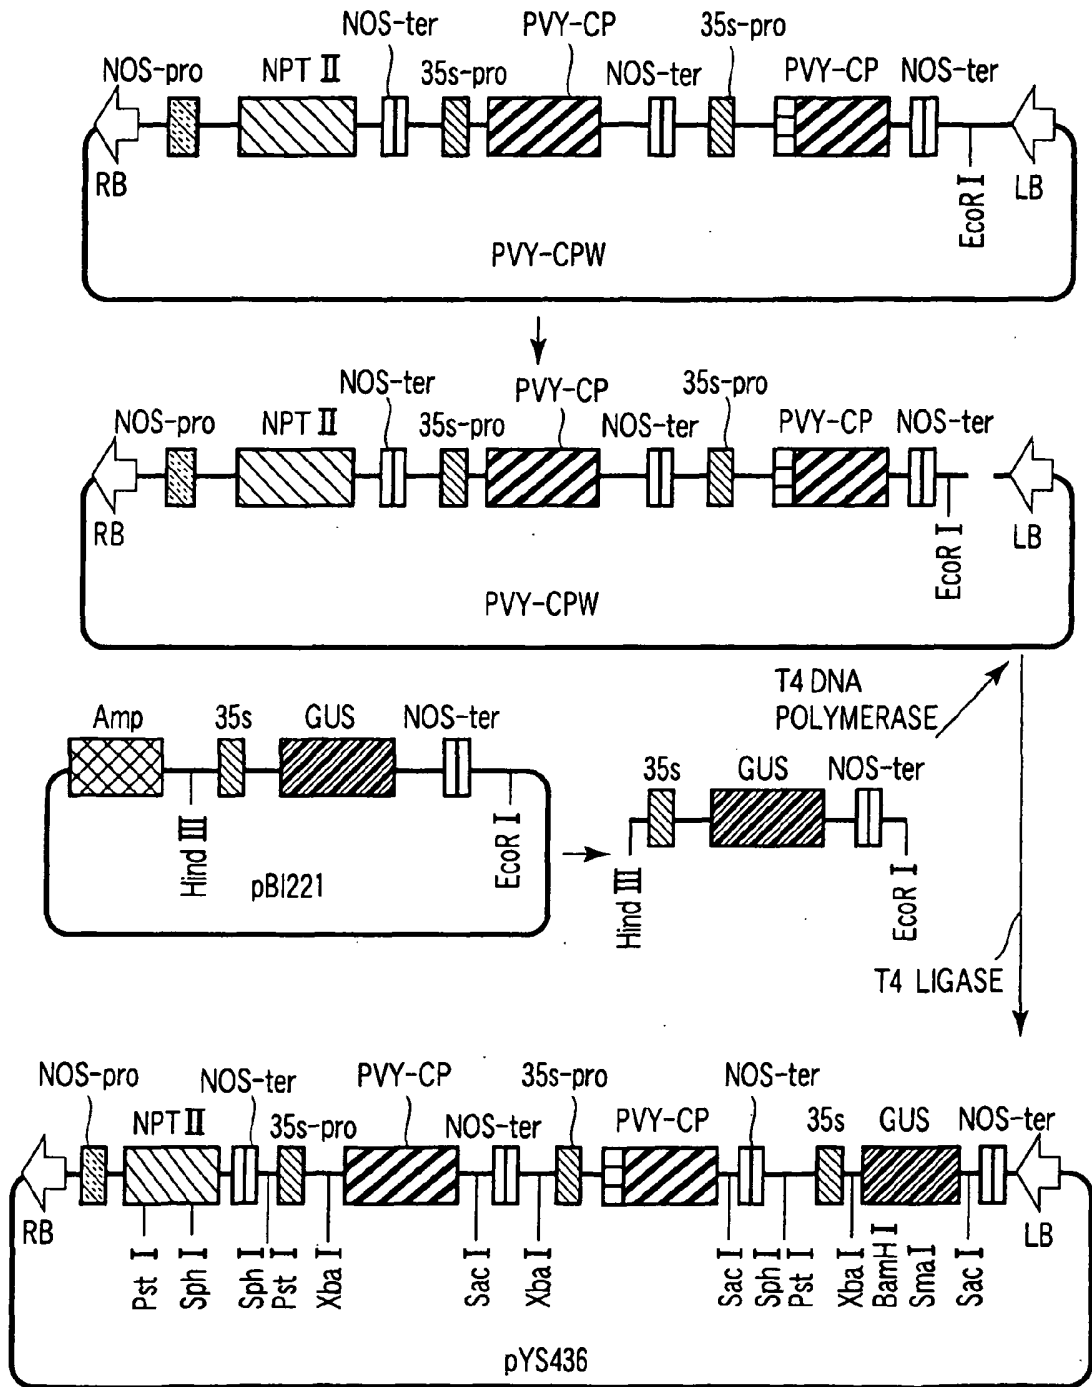 NOS-ter
PVY-CP
35s-pro
NOS-pro
NPT II
35s-pro
NOS-ter
PVY-CP
NOS-ter
RB
EcoR I
LB
PVY-CPW
NOS-ter
PVY-CP
35s-pro
NOS-pro
NPT II
35s-pro
NOS-ter
PVY-CP
NOS-ter
RB
EcoR I
LB
PVY-CPW
T4 DNA
POLYMERASE
Amp
35s
GUS
NOS-ter
Hind III
EcoR I
pBI221
35s
GUS
NOS-ter
Hind III
EcoR I
T4 LIGASE
NOS-pro
NOS-ter
PVY-CP
35s-pro
NOS-ter
NPT II
35s-pro
NOS-ter
PVY-CP
35s
GUS
NOS-ter
RB
Pst I
Sph I
Sph I
Pst I
Xba I
Sac I
Xba I
Sac I
Sph I
Pst I
Xba I
BamH I
Sma I
Sac I
LB
pYS436